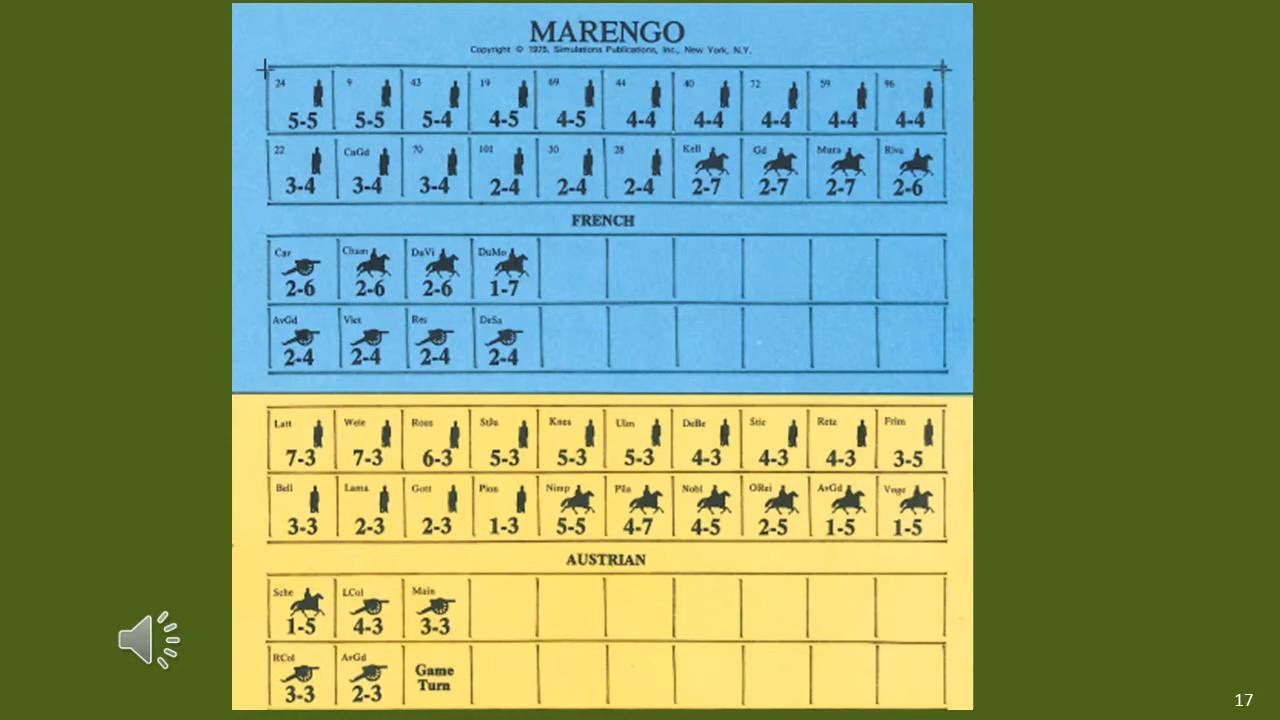 MARENGO
Copyright © 1975, Simulations Publications, Inc., New York, N.Y.
24 9 43 19 69 44 40 72 59 96
5-5 5-5 5-4 4-5 4-5 4-4 4-4 4-4 4-4 4-4
22 CnGd 70 101 30 28 Kell Gd Mura Riva
3-4 3-4 3-4 2-4 2-4 2-4 2-7 2-7 2-7 2-6
FRENCH
Car Cham DuVi DuMo
2-6 2-6 2-6 1-7
AvGd Vict Res DeSa
2-4 2-4 2-4 2-4
Latt Weie Rous StJu Knes Ulm DeBe Stic Retz Frim
7-3 7-3 6-3 5-3 5-3 5-3 4-3 4-3 4-3 3-5
Bell Lama Gott Pion Nimp Pila Nobl ORei AvGd Voge
3-3 2-3 2-3 1-3 5-5 4-7 4-5 2-5 1-5 1-5
AUSTRIAN
Sche LCol Main
1-5 4-3 3-3
RCol AvGd Game
3-3 2-3 Turn
17